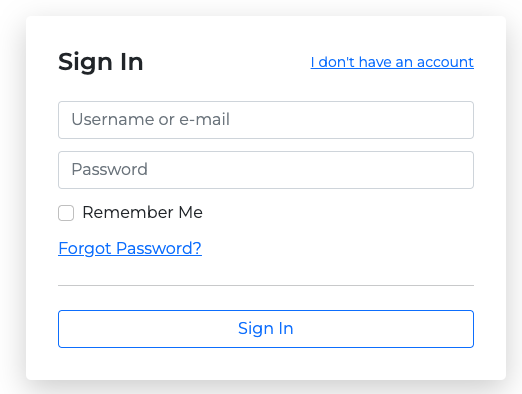 Sign In
I don't have an account
Username or e-mail
Password
Remember Me
Forgot Password?
Sign In